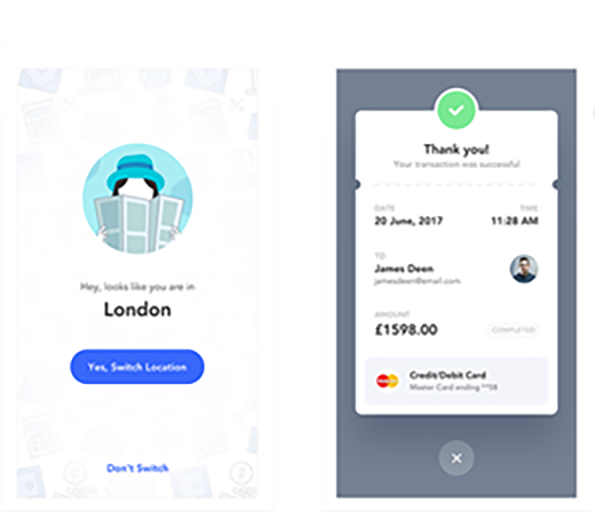 Hey, looks like you are in
London
Yes, Switch Location
Don't Switch
Thank you!
Your transaction was successful
DATE
TIME
20 June, 2017
11:28 AM
TO
James Deen
jamesdeen@email.com
AMOUNT
£1598.00
COMPLETED
Credit/Debit Card
Master Card ending **58